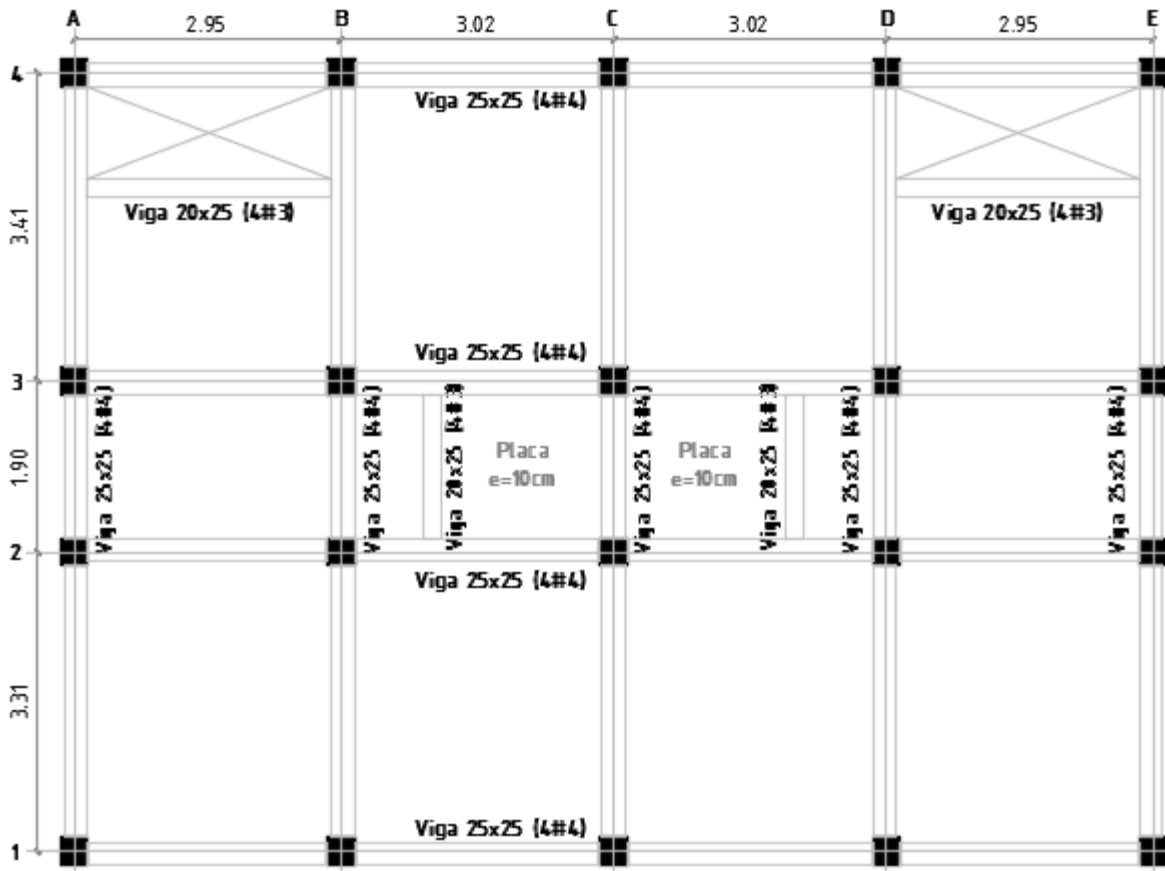 A B C D E
2.95 3.02 3.02 2.95
4
Viga 25x25 (4#4)
Viga 20x25 (4#3) Viga 20x25 (4#3)
3.41
Viga 25x25 (4#4)
3
Viga 25x25 (4#4)
Viga 25x25 (4#4)
Viga 20x25 (4#3)
Placa
e=10cm
Viga 25x25 (4#4)
Placa
e=10cm
Viga 20x25 (4#3)
Viga 25x25 (4#4)
Viga 25x25 (4#4)
1.90
2
Viga 25x25 (4#4)
3.31
Viga 25x25 (4#4)
1